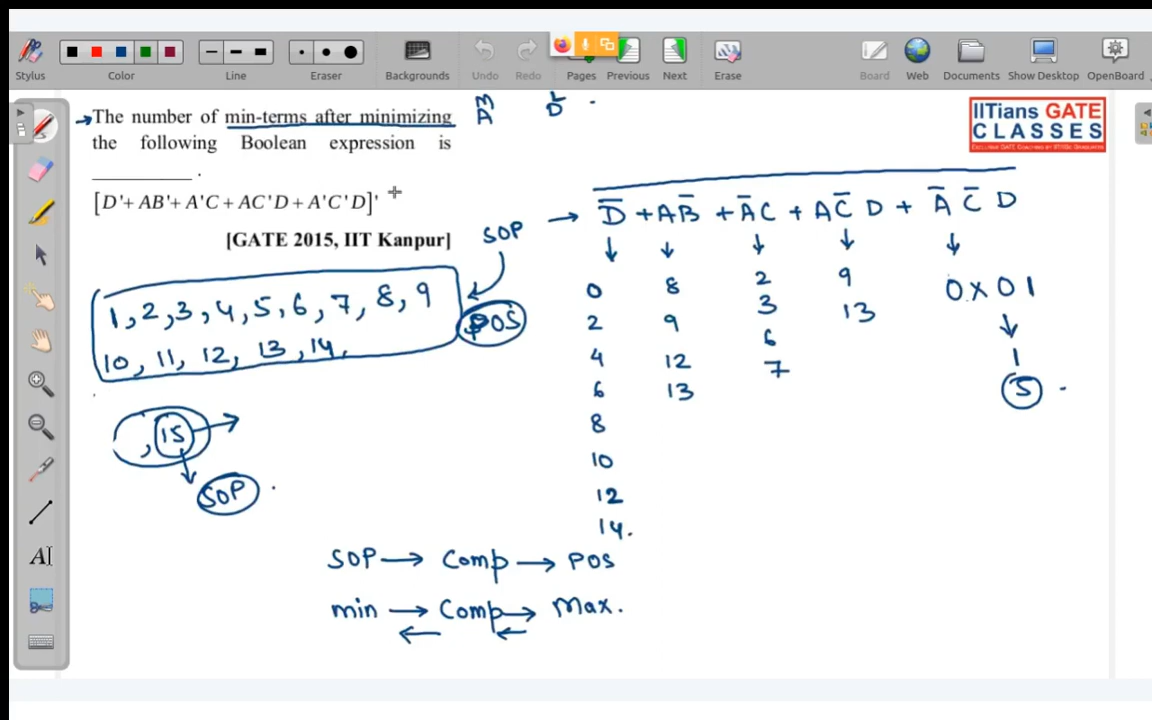 Stylus
Color
Line
Eraser
Backgrounds
Undo
Redo
Pages
Previous
Next
Erase
Board
Web
Documents
Show Desktop
OpenBoard
The number of min-terms after minimizing
the following Boolean expression is
__________ .
[D'+ AB'+ A'C + AC'D + A'C'D]'
[GATE 2015, IIT Kanpur]
M L
A D
IITians GATE
CLASSES
SOP
D̅ + AB̅ + A̅C + AC̅D + A̅C̅D
0 8 2 9 0×01
2 9 3 13
4 12 6 1
6 13 7 5
8
10
12
14.
1,2,3,4,5,6,7,8,9
10, 11, 12, 13, 14,
POS
, 15
SOP
SOP → Comp → POS
min → Comp → Max.
AI